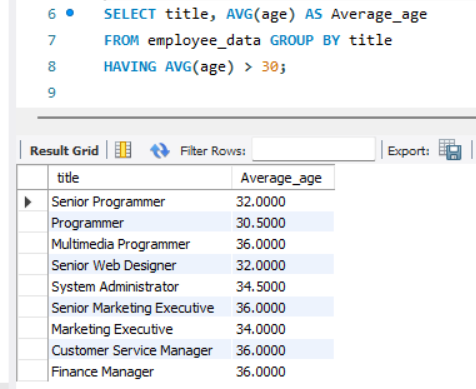 6 SELECT title, AVG(age) AS Average_age
7 FROM employee_data GROUP BY title
8 HAVING AVG(age) > 30;
9
Result Grid Filter Rows: Export:
title Average_age
Senior Programmer 32.0000
Programmer 30.5000
Multimedia Programmer 36.0000
Senior Web Designer 32.0000
System Administrator 34.5000
Senior Marketing Executive 36.0000
Marketing Executive 34.0000
Customer Service Manager 36.0000
Finance Manager 36.0000